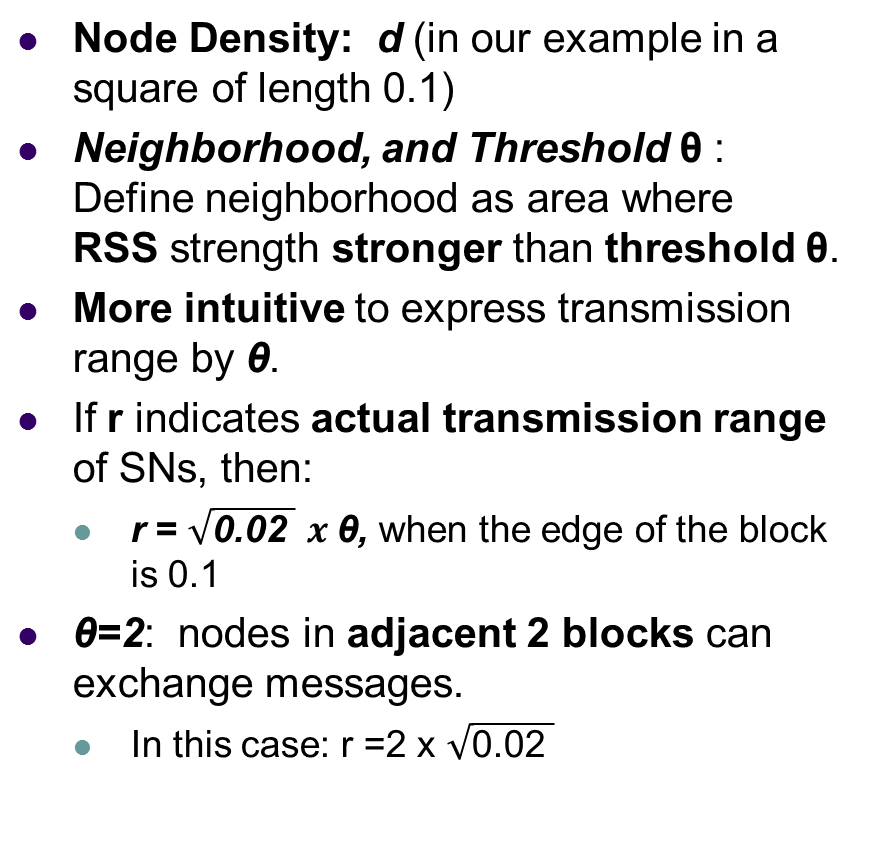 ● Node Density: d (in our example in a
square of length 0.1)
● Neighborhood, and Threshold θ :
Define neighborhood as area where
RSS strength stronger than threshold θ.
● More intuitive to express transmission
range by θ.
● If r indicates actual transmission range
of SNs, then:
● r = √0.02 x θ, when the edge of the block
is 0.1
● θ=2: nodes in adjacent 2 blocks can
exchange messages.
● In this case: r =2 x √0.02